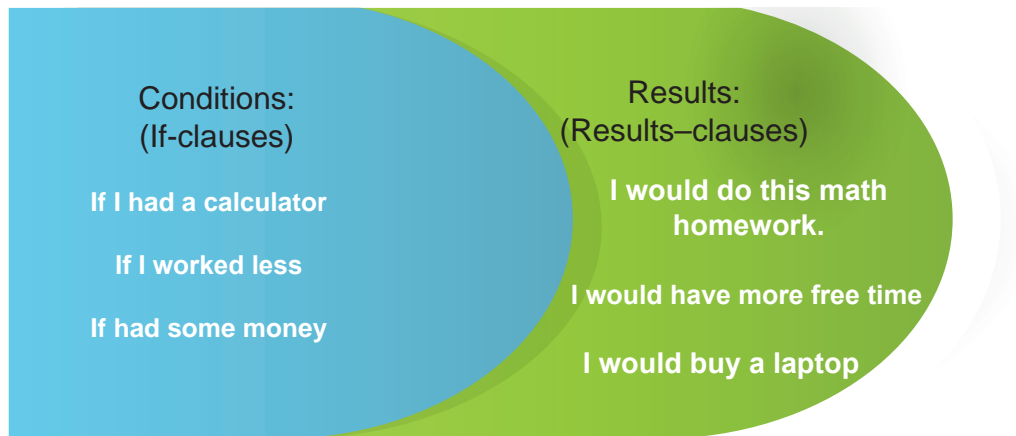 Conditions:
(If-clauses)
If I had a calculator
If I worked less
If had some money
Results:
(Results–clauses)
I would do this math
homework.
I would have more free time
I would buy a laptop